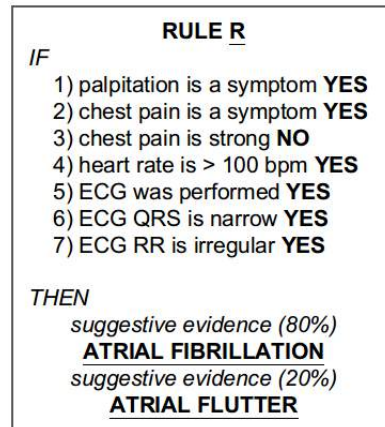 RULE R
IF
1) palpitation is a symptom YES
2) chest pain is a symptom YES
3) chest pain is strong NO
4) heart rate is > 100 bpm YES
5) ECG was performed YES
6) ECG QRS is narrow YES
7) ECG RR is irregular YES
THEN
suggestive evidence (80%)
ATRIAL FIBRILLATION
suggestive evidence (20%)
ATRIAL FLUTTER